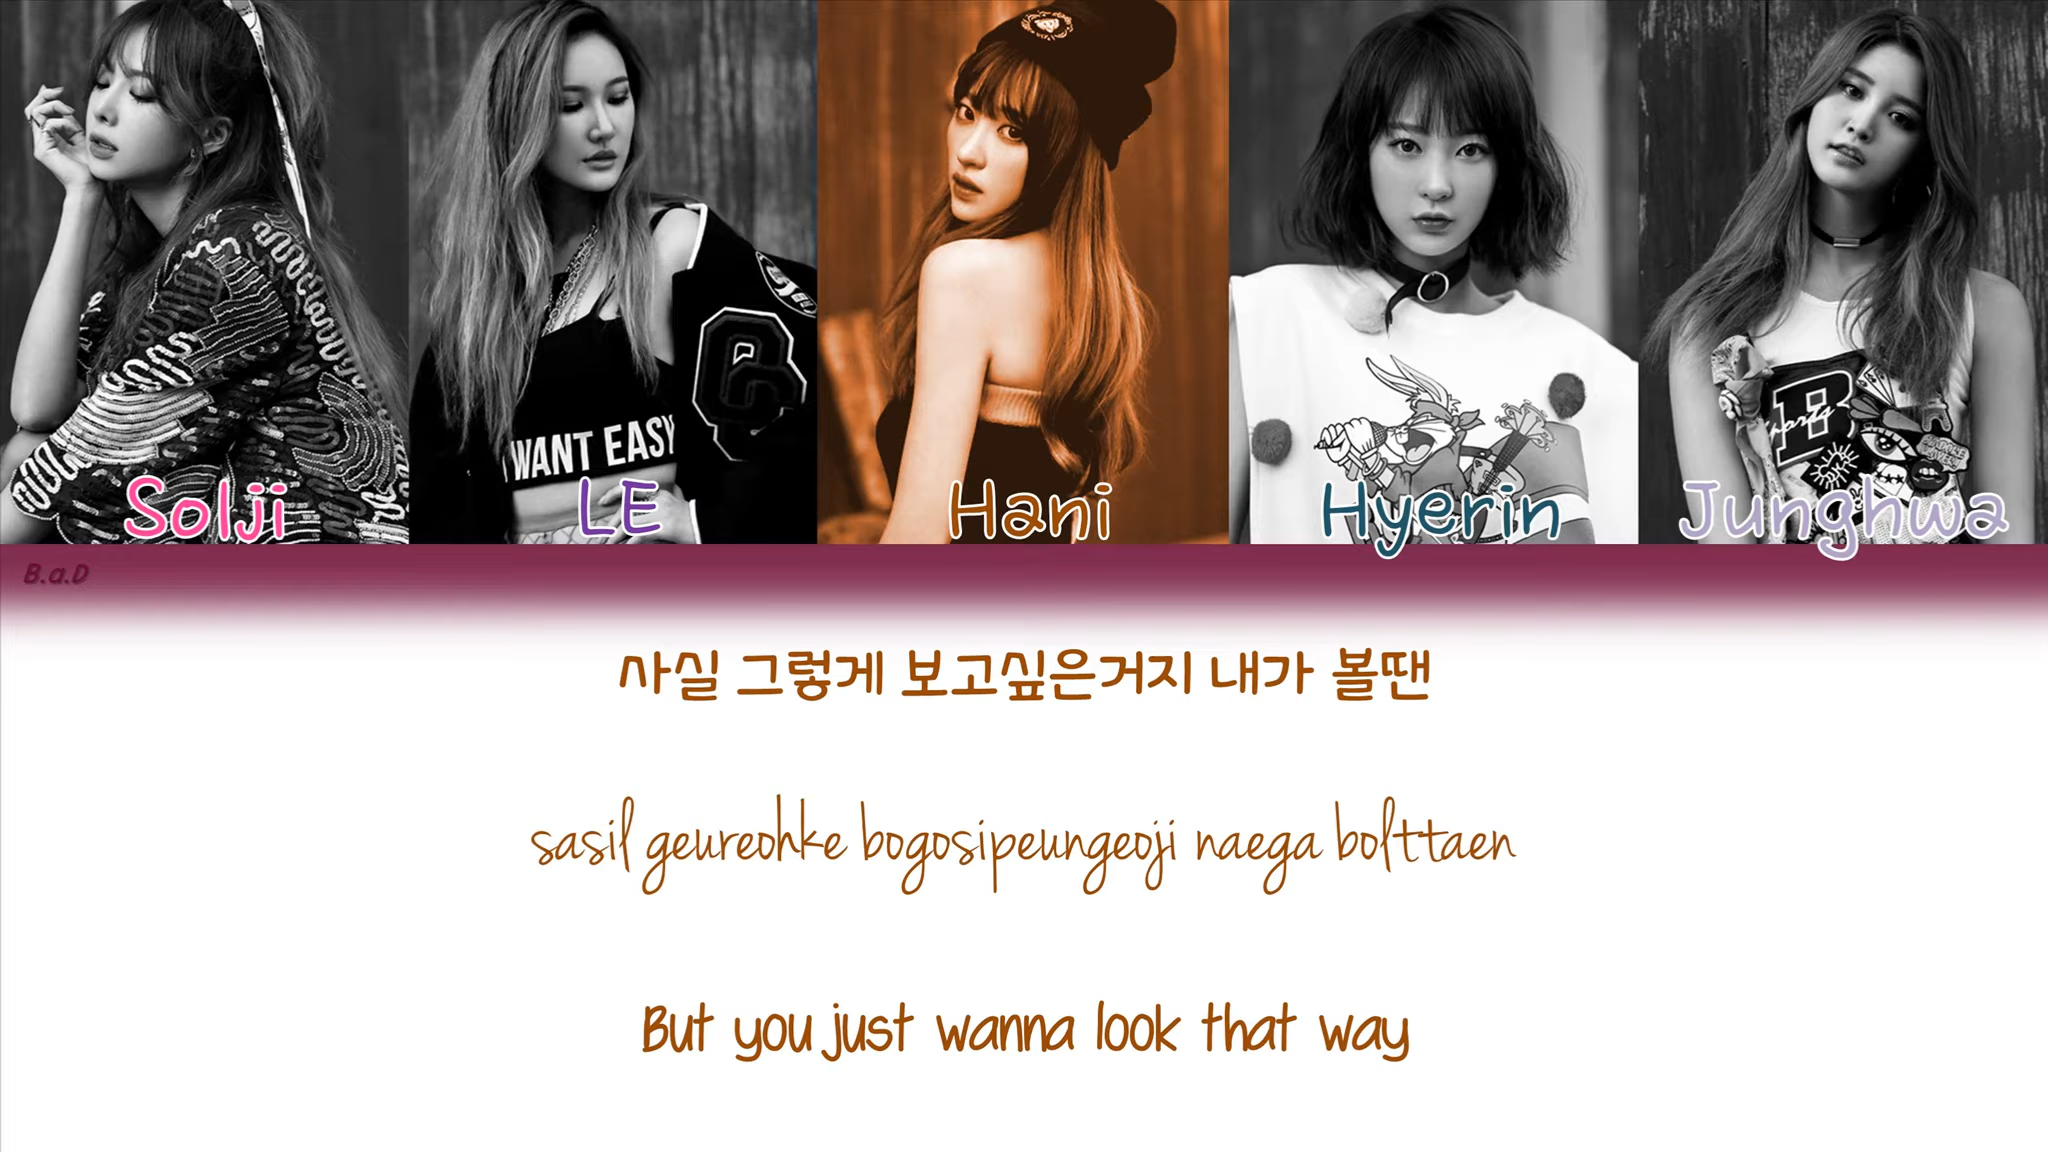 I WANT EASY
Solji
LE
Hani
Hyerin
Junghwa
B.a.D
사실 그렇게 보고싶은거지 내가 볼땐
sasil geureohke bogosipeungeoji naega bolttaen
But you just wanna look that way